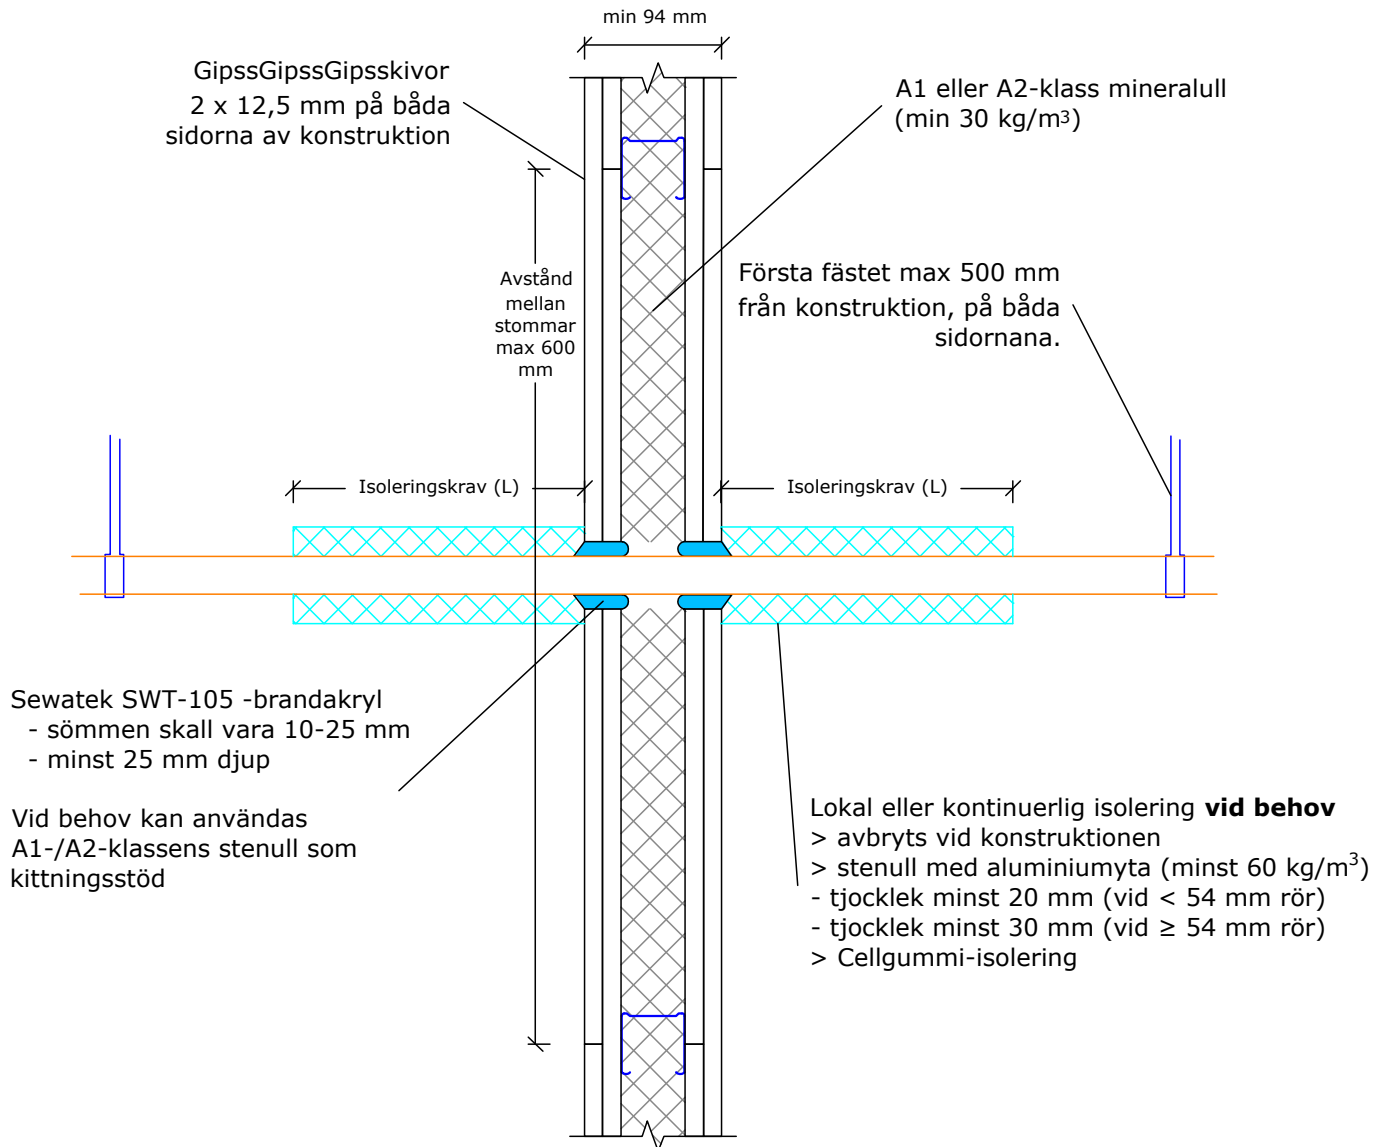 min 94 mm
GipssGipssGipsskivor
2 x 12,5 mm på båda
sidorna av konstruktion
A1 eller A2-klass mineralull
(min 30 kg/m³)
Avstånd
mellan
stommar
max 600
mm
Första fästet max 500 mm
från konstruktion, på båda
sidornana.
Isoleringskrav (L)
Isoleringskrav (L)
Sewatek SWT-105 -brandakryl
- sömmen skall vara 10-25 mm
- minst 25 mm djup
Vid behov kan användas
A1-/A2-klassens stenull som
kittningsstöd
Lokal eller kontinuerlig isolering vid behov
> avbryts vid konstruktionen
> stenull med aluminiumyta (minst 60 kg/m³)
- tjocklek minst 20 mm (vid < 54 mm rör)
- tjocklek minst 30 mm (vid ≥ 54 mm rör)
> Cellgummi-isolering